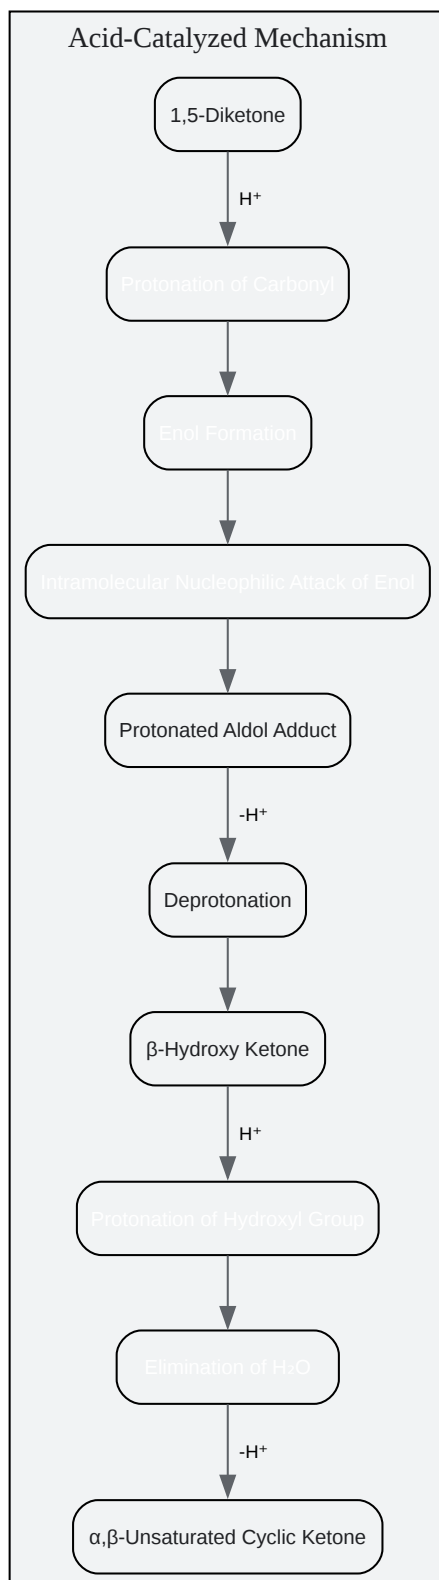 Acid-Catalyzed Mechanism
1,5-Diketone
H⁺
Protonation of Carbonyl
Enol Formation
Intramolecular Nucleophilic Attack of Enol
Protonated Aldol Adduct
-H⁺
Deprotonation
β-Hydroxy Ketone
H⁺
Protonation of Hydroxyl Group
Elimination of H₂O
-H⁺
α,β-Unsaturated Cyclic Ketone